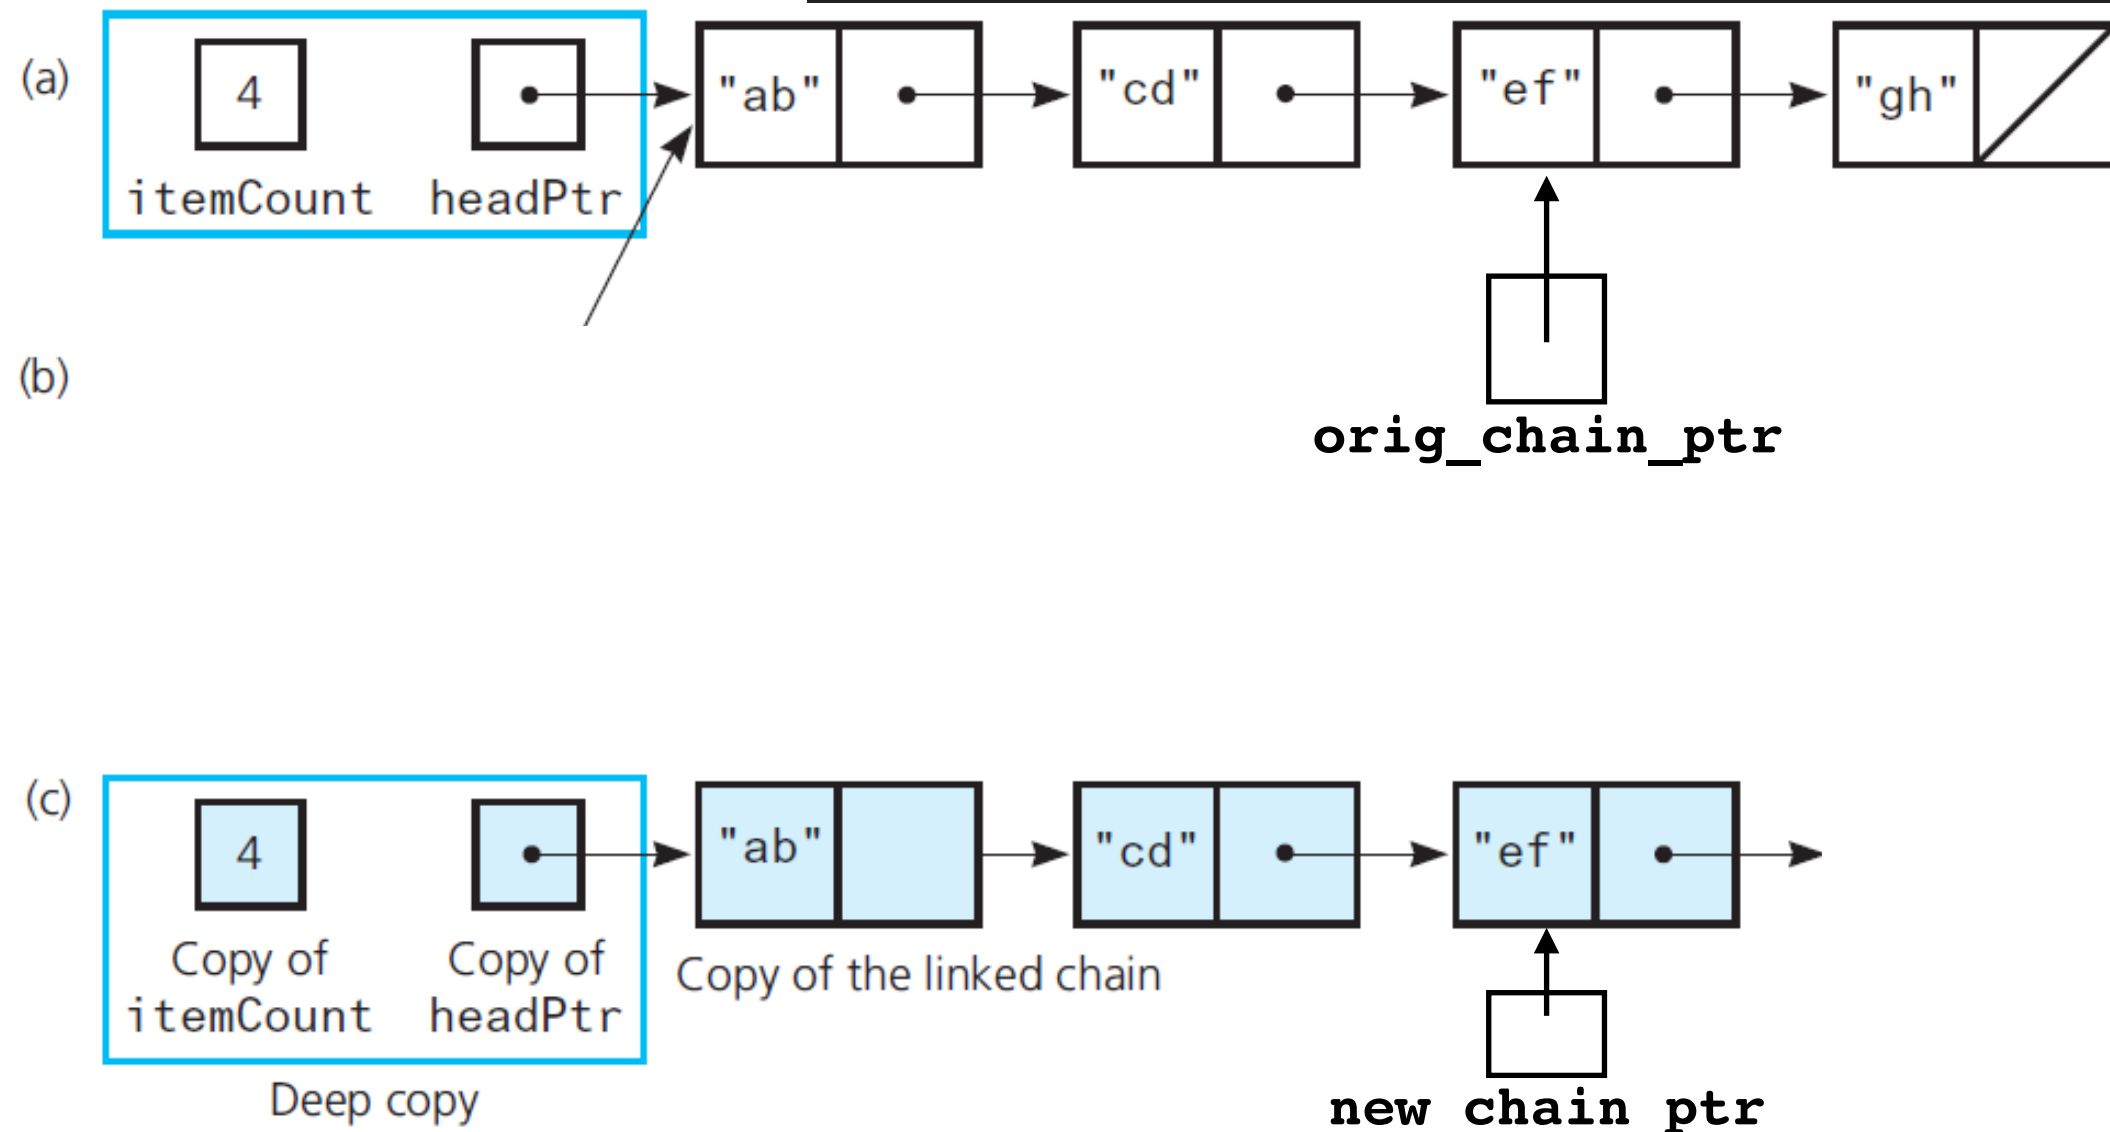 (a)
4
"ab"
"cd"
"ef"
"gh"
itemCount
headPtr
(b)
orig_chain_ptr
(c)
4
"ab"
"cd"
"ef"
Copy of
itemCount
Copy of
headPtr
Copy of the linked chain
Deep copy
new chain ptr